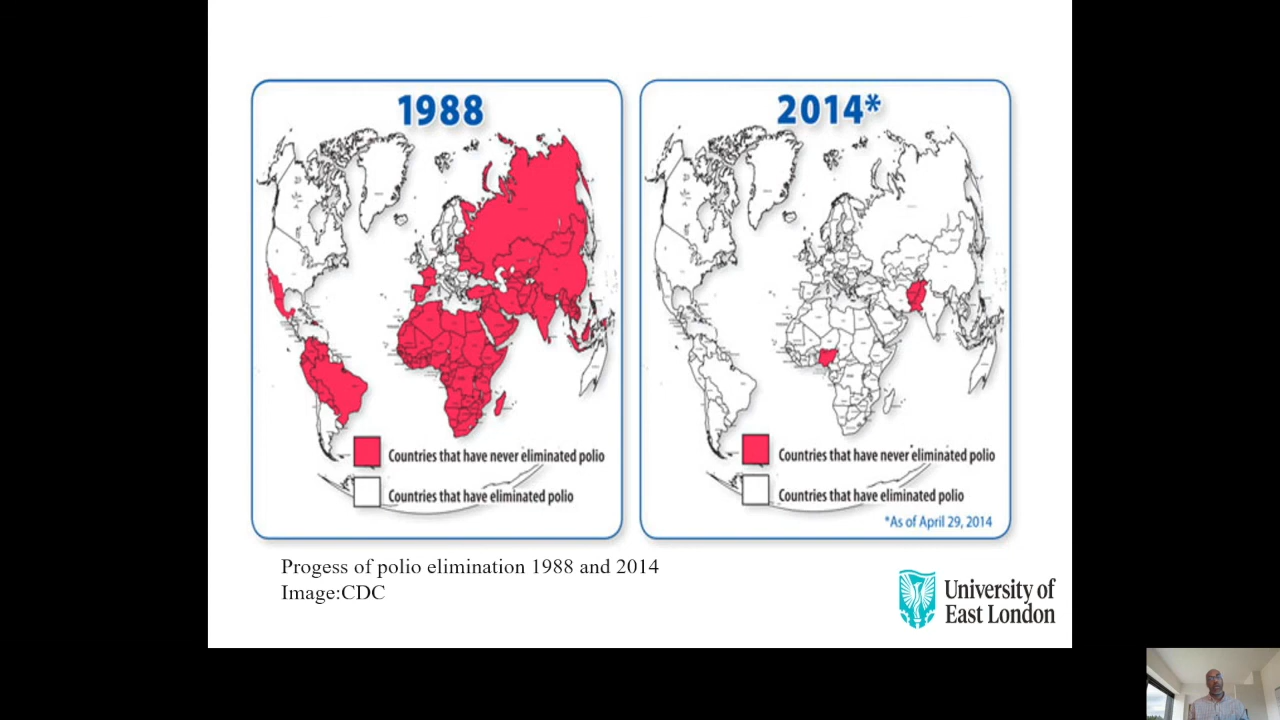 1988
Countries that have never eliminated polio
Countries that have eliminated polio
2014*
Countries that have never eliminated polio
Countries that have eliminated polio
*As of April 29, 2014
Progess of polio elimination 1988 and 2014
Image:CDC
University of
East London